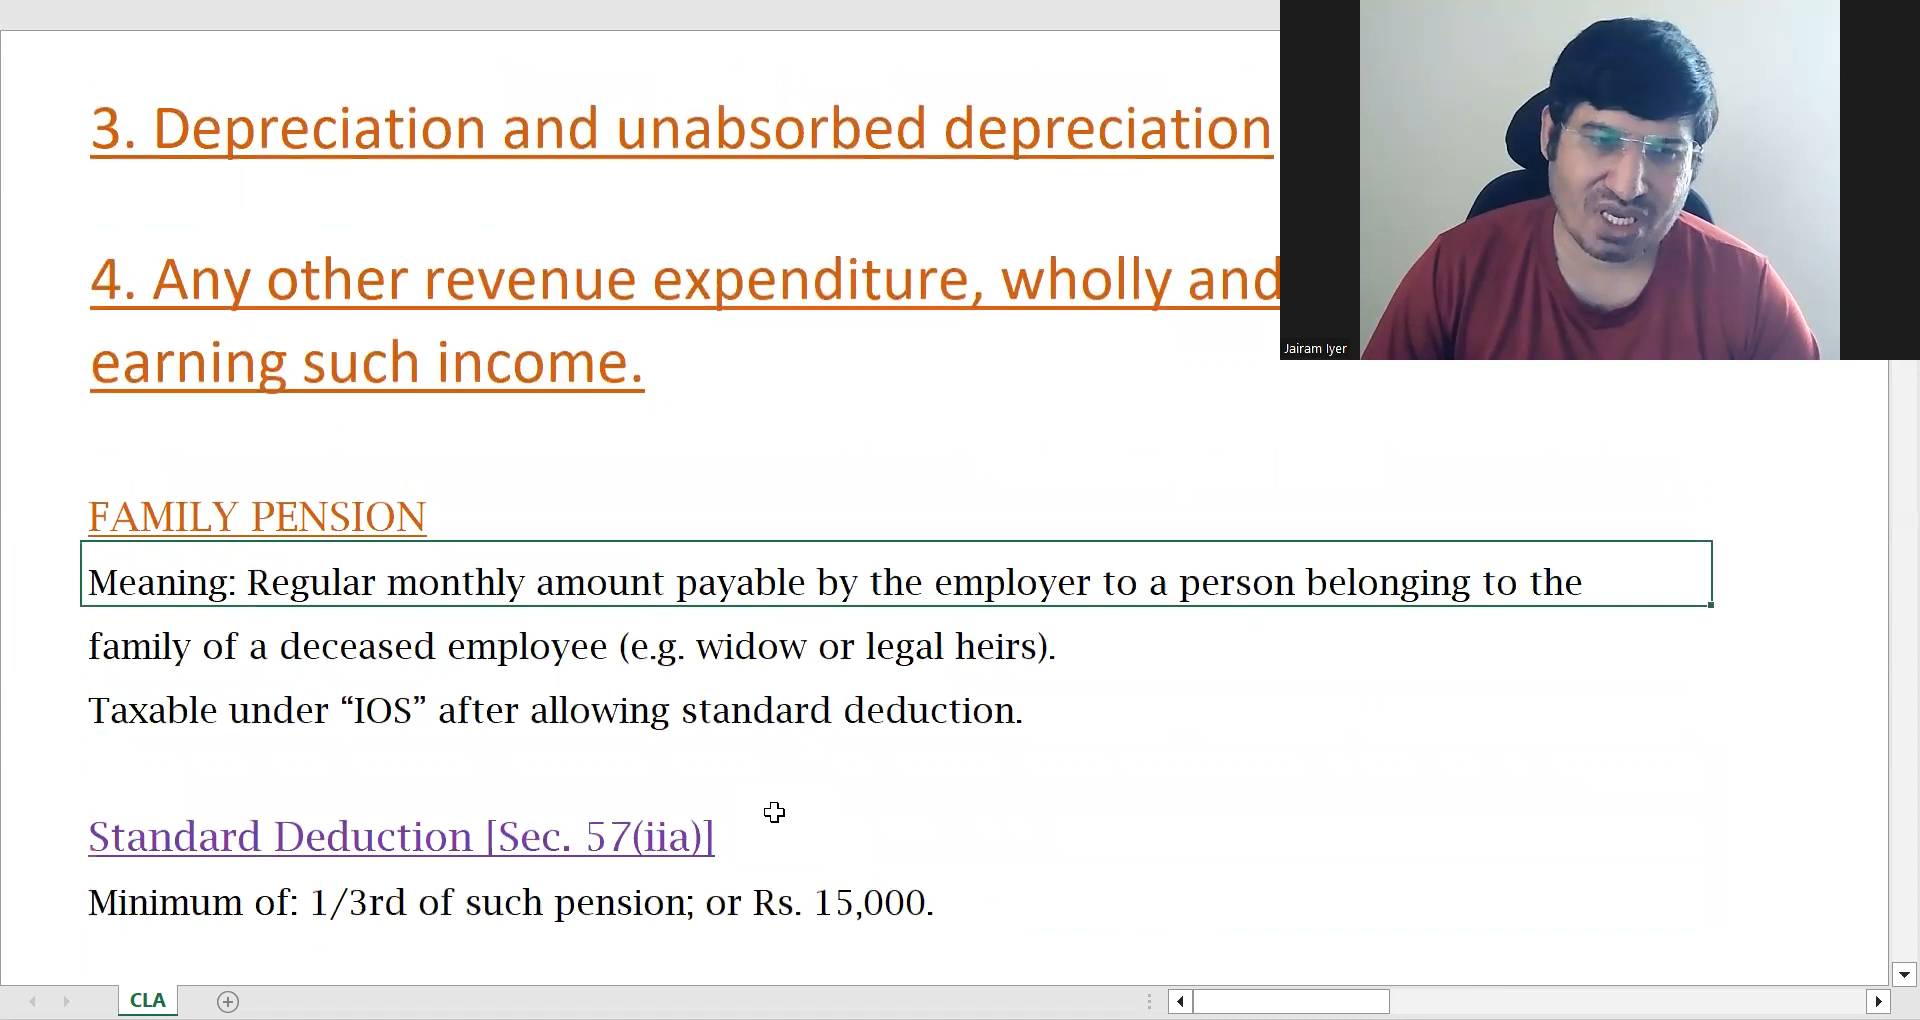 3. Depreciation and unabsorbed depreciation
4. Any other revenue expenditure, wholly and
earning such income.
Jairam Iyer
FAMILY PENSION
Meaning: Regular monthly amount payable by the employer to a person belonging to the
family of a deceased employee (e.g. widow or legal heirs).
Taxable under “IOS” after allowing standard deduction.
Standard Deduction [Sec. 57(iia)]
Minimum of: 1/3rd of such pension; or Rs. 15,000.
CLA